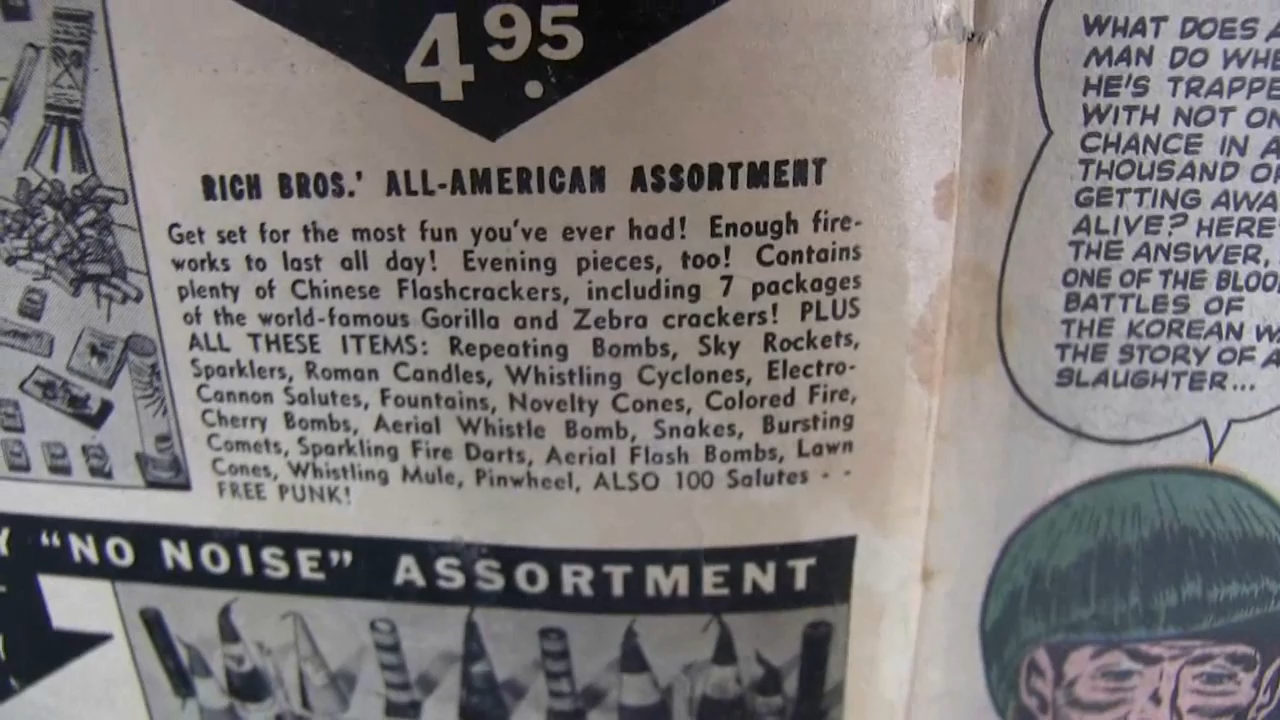 4.95
RICH BROS.' ALL-AMERICAN ASSORTMENT
Get set for the most fun you've ever had! Enough fire-
works to last all day! Evening pieces, too! Contains
plenty of Chinese Flashcrackers, including 7 packages
of the world-famous Gorilla and Zebra crackers! PLUS
ALL THESE ITEMS: Repeating Bombs, Sky Rockets,
Sparklers, Roman Candles, Whistling Cyclones, Electro-
Cannon Salutes, Fountains, Novelty Cones, Colored Fire,
Cherry Bombs, Aerial Whistle Bomb, Snakes, Bursting
Comets, Sparkling Fire Darts, Aerial Flash Bombs, Lawn
Cones, Whistling Mule, Pinwheel, ALSO 100 Salutes - -
FREE PUNK!
"NO NOISE" ASSORTMENT
WHAT DOES A
MAN DO WHE
HE'S TRAPPE
WITH NOT ON
CHANCE IN A
THOUSAND OF
GETTING AWA
ALIVE? HERE
THE ANSWER,
ONE OF THE BLOO
BATTLES OF
THE KOREAN WA
THE STORY OF A
SLAUGHTER...